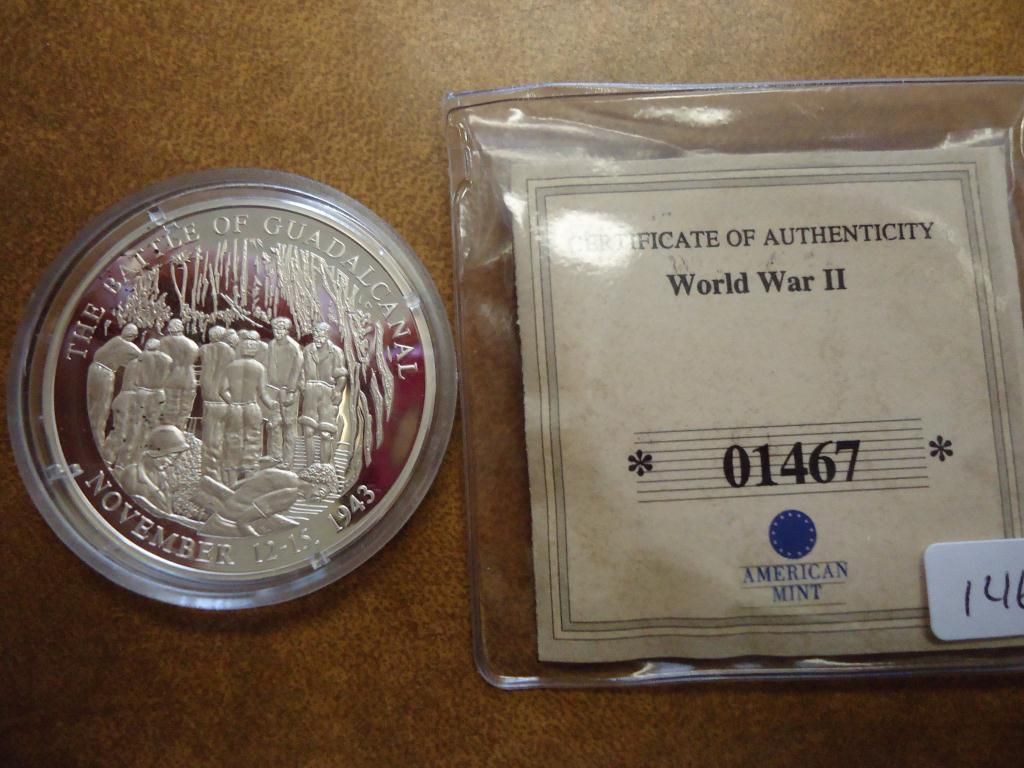 THE BATTLE OF GUADALCANAL
NOVEMBER 12-15, 1943
CERTIFICATE OF AUTHENTICITY
World War II
* 01467 *
AMERICAN
MINT